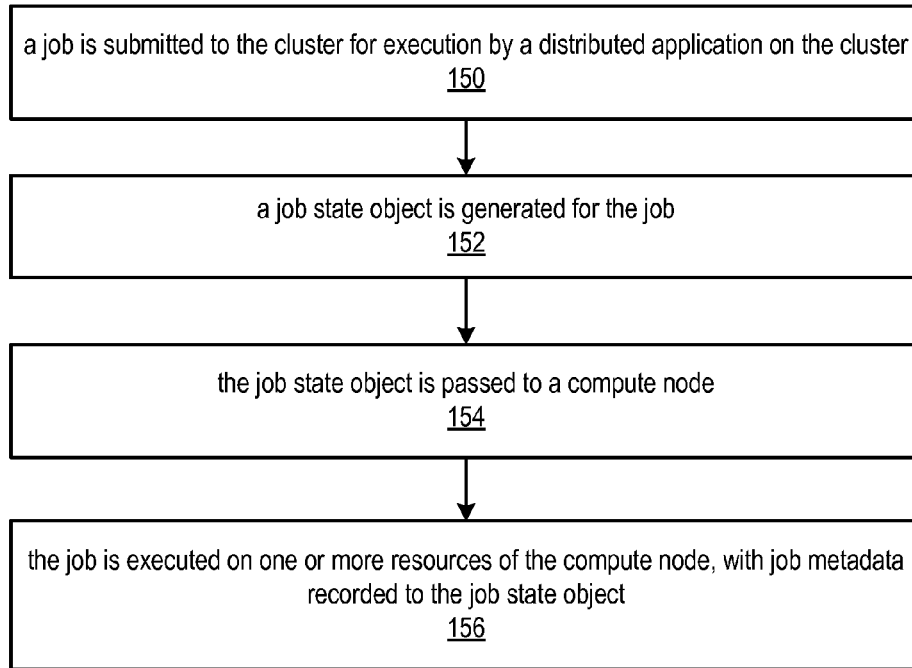 a job is submitted to the cluster for execution by a distributed application on the cluster
150
a job state object is generated for the job
152
the job state object is passed to a compute node
154
the job is executed on one or more resources of the compute node, with job metadata
recorded to the job state object
156